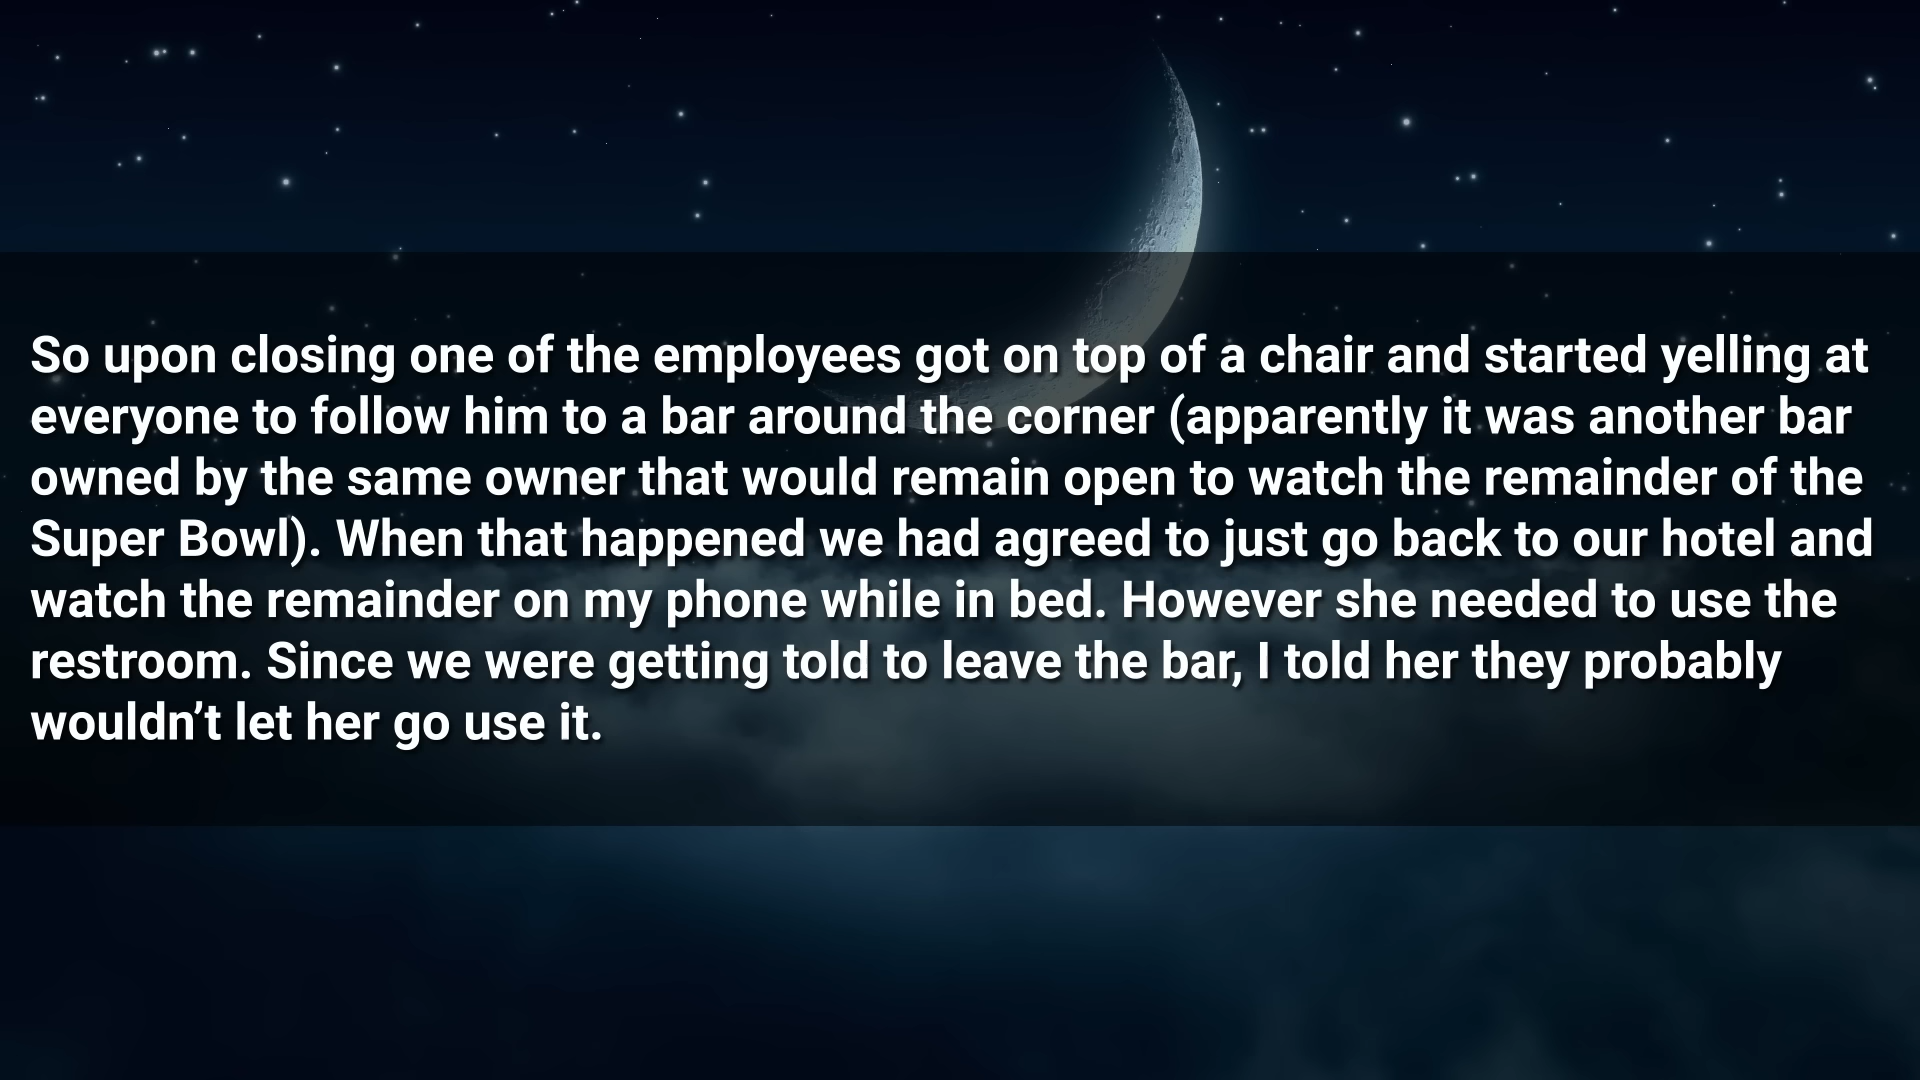 So upon closing one of the employees got on top of a chair and started yelling at
everyone to follow him to a bar around the corner (apparently it was another bar
owned by the same owner that would remain open to watch the remainder of the
Super Bowl). When that happened we had agreed to just go back to our hotel and
watch the remainder on my phone while in bed. However she needed to use the
restroom. Since we were getting told to leave the bar, I told her they probably
wouldn’t let her go use it.